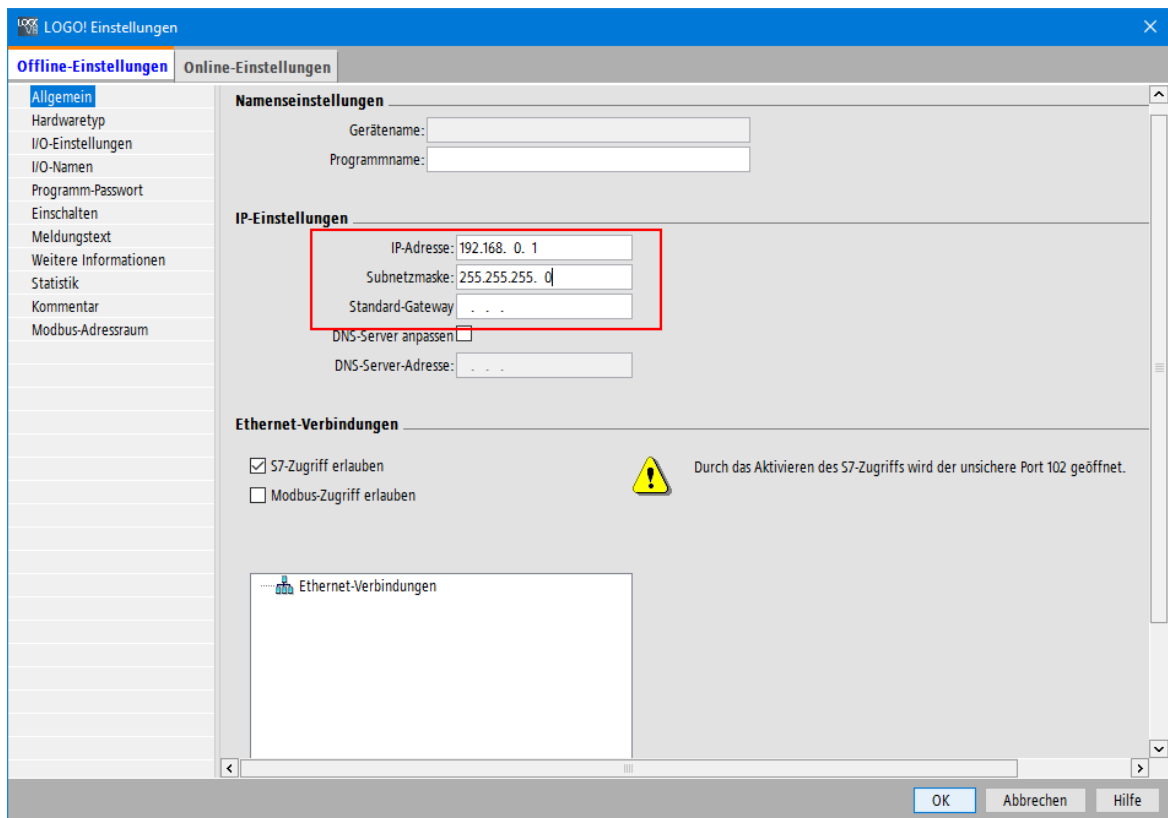 LOGO! Einstellungen
Offline-Einstellungen Online-Einstellungen
Allgemein
Hardwaretyp
I/O-Einstellungen
I/O-Namen
Programm-Passwort
Einschalten
Meldungstext
Weitere Informationen
Statistik
Kommentar
Modbus-Adressraum
Namenseinstellungen
Gerätename:
Programmname:
IP-Einstellungen
IP-Adresse: 192.168. 0. 1
Subnetzmaske: 255.255.255. 0
Standard-Gateway . . .
DNS-Server anpassen
DNS-Server-Adresse: . . .
Ethernet-Verbindungen
S7-Zugriff erlauben
Durch das Aktivieren des S7-Zugriffs wird der unsichere Port 102 geöffnet.
Modbus-Zugriff erlauben
Ethernet-Verbindungen
OK Abbrechen Hilfe